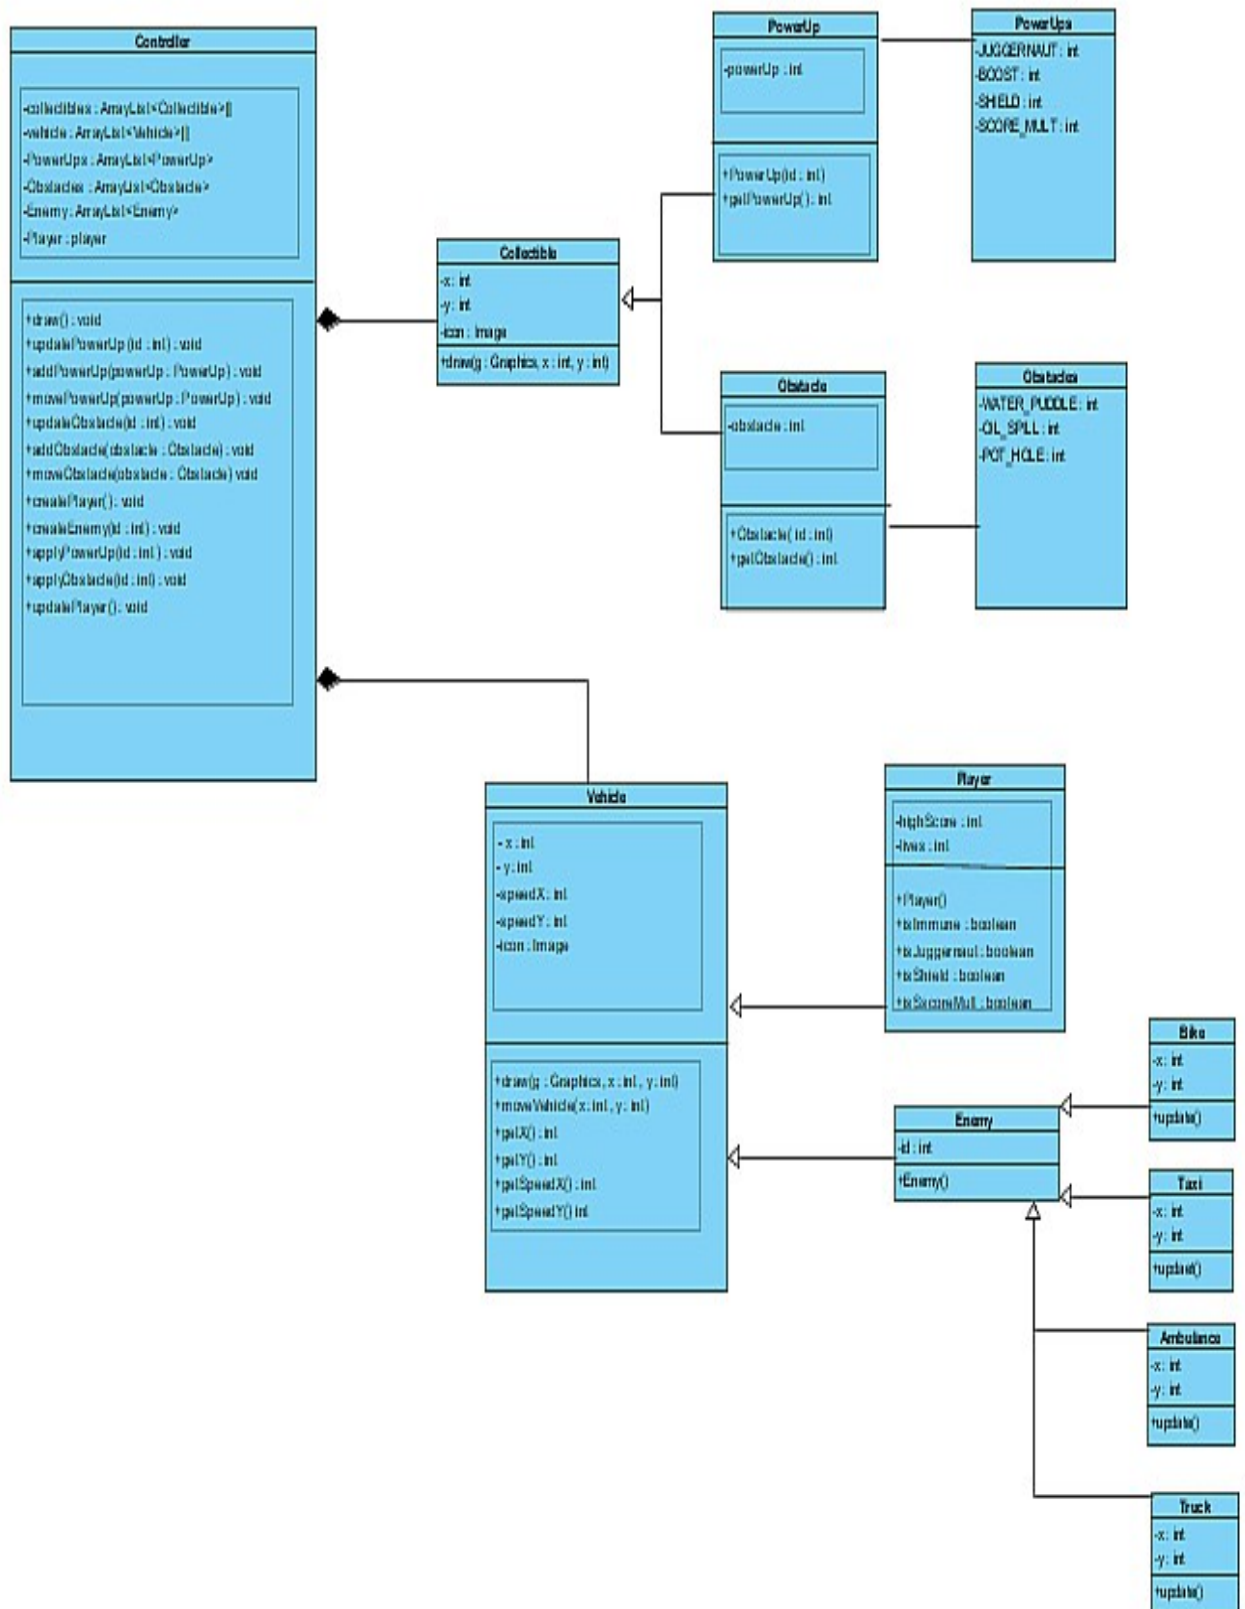 Controller
-collectibles : ArrayList<Collectible>[]
-vehicle : ArrayList<Vehicle>[]
-PowerUps : ArrayList<PowerUp>
-Obstacles : ArrayList<Obstacle>
-Enemy : ArrayList<Enemy>
-Player : player
+draw() : void
+updatePowerUp (id : int) : void
+addPowerUp(powerUp : PowerUp) : void
+movePowerUp(powerUp : PowerUp) : void
+updateObstacle(id : int) : void
+addObstacle(obstacle : Obstacle) : void
+moveObstacle(obstacle : Obstacle) void
+createPlayer() : void
+createEnemy(id : int) : void
+applyPowerUp(id : int ) : void
+applyObstacle(id : int) : void
+updatePlayer() : void
Collectible
-x : int
-y : int
-icon : Image
+draw(g : Graphics, x : int, y : int)
PowerUp
-powerUp : int
+PowerUp(id : int)
+getPowerUp( ) : int
PowerUps
-JUGGERNAUT : int
-BOOST : int
-SHIELD : int
-SCORE_MULT : int
Obstacle
-obstacle : int
+Obstacle( id : int)
+getObstacle() : int
Obstacles
-WATER_PUDDLE : int
-OIL_SPILL : int
-POT_HOLE : int
Vehicle
- x : int
- y : int
-speedX : int
-speedY : int
-icon : Image
+draw(g : Graphics, x : int , y : int)
+moveVehicle( x : int , y : int)
+getX() : int
+getY() : int
+getSpeedX() : int
+getSpeedY() int
Player
-highScore : int
-lives : int
+Player()
+isImmune : boolean
+isJuggernaut : boolean
+isShield : boolean
+isSscoreMult : boolean
Enemy
-id : int
+Enemy()
Bike
-x : int
-y : int
+update()
Taxi
-x : int
-y : int
+updaet()
Ambulance
-x : int
-y : int
+update()
Truck
-x : int
-y : int
+update()